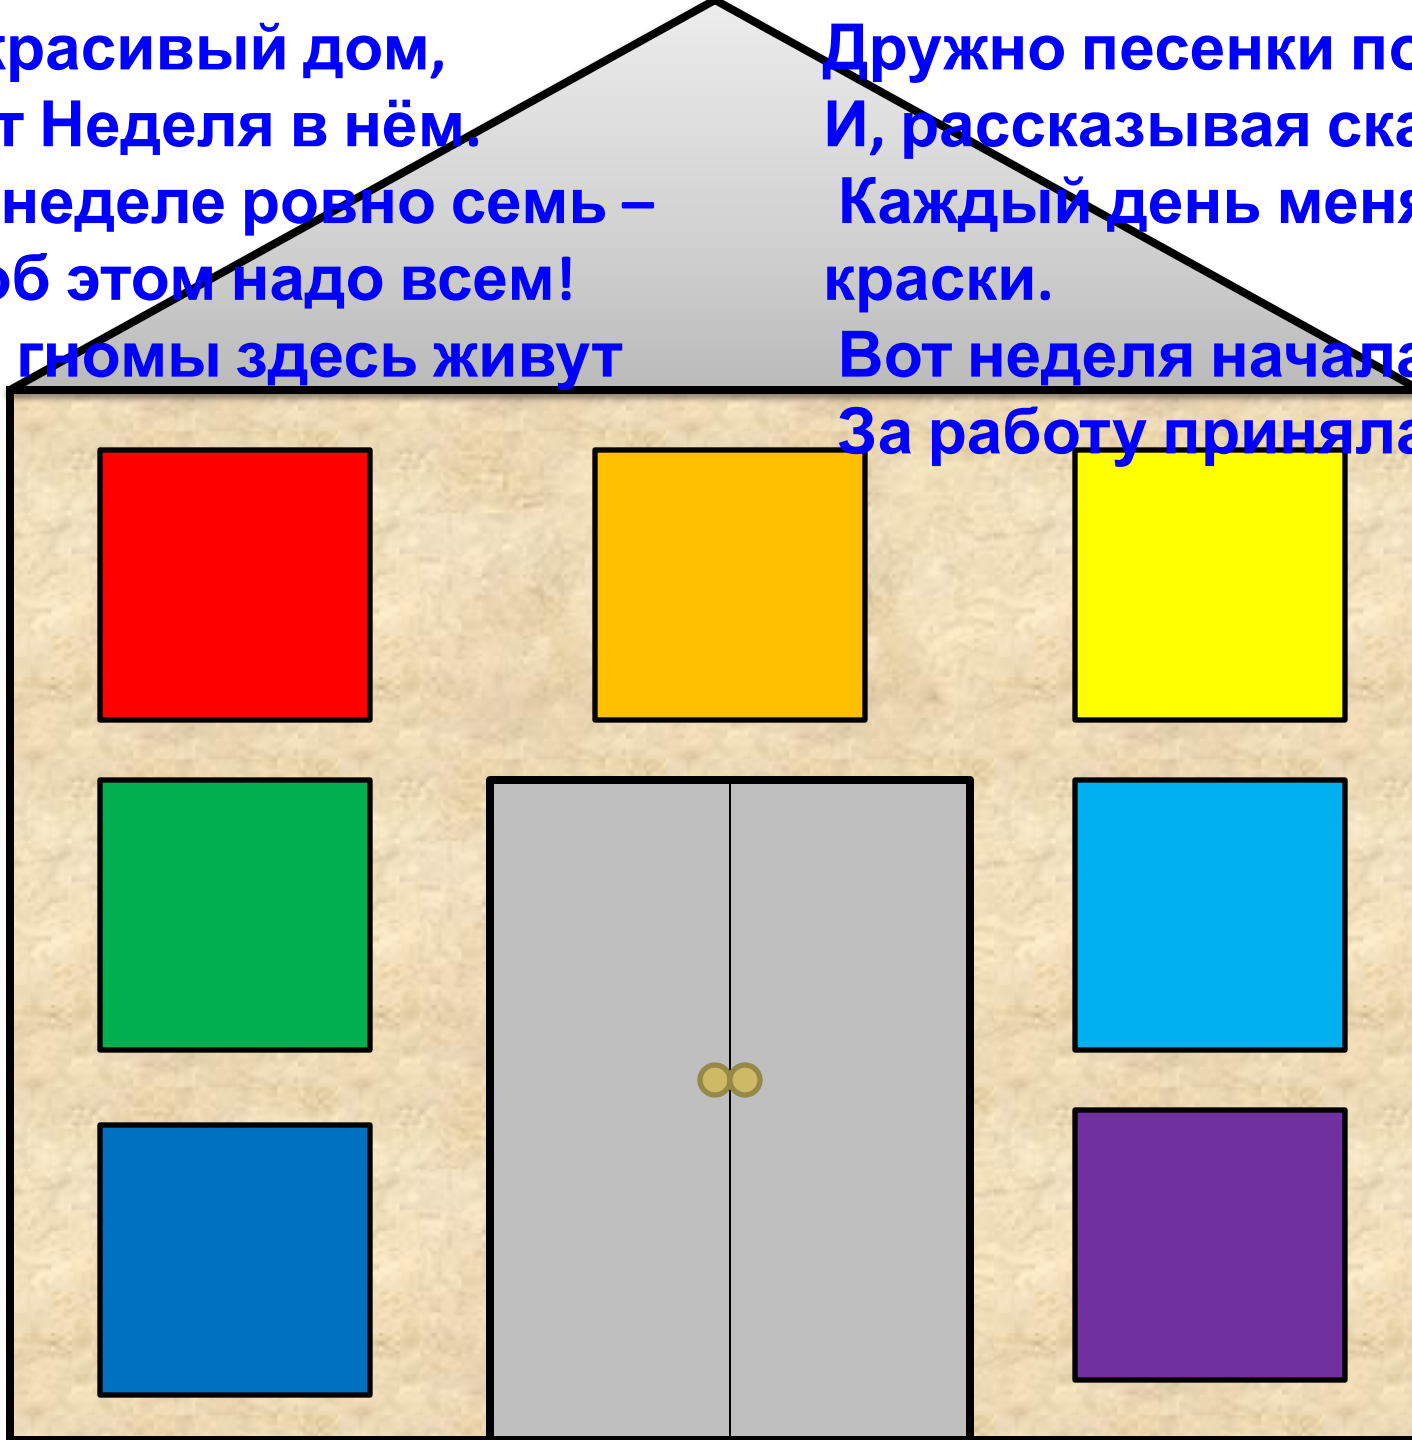 красивый дом,
т Неделя в нём.
неделе ровно семь –
об этом надо всем!
гномы здесь живут
Дружно песенки по
И, рассказывая ска
Каждый день меня
краски.
Вот неделя начала
За работу приняла